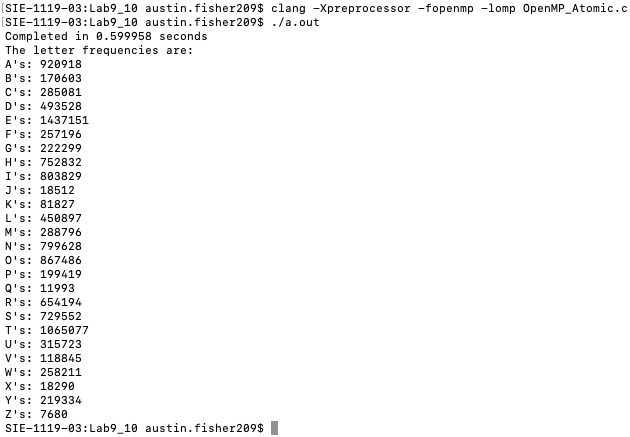 [SIE-1119-03:Lab9_10 austin.fisher209$ clang -Xpreprocessor -fopenmp -lomp OpenMP_Atomic.c
[SIE-1119-03:Lab9_10 austin.fisher209$ ./a.out
Completed in 0.599958 seconds
The letter frequencies are:
A's: 920918
B's: 170603
C's: 285081
D's: 493528
E's: 1437151
F's: 257196
G's: 222299
H's: 752832
I's: 803829
J's: 18512
K's: 81827
L's: 450897
M's: 288796
N's: 799628
O's: 867486
P's: 199419
Q's: 11993
R's: 654194
S's: 729552
T's: 1065077
U's: 315723
V's: 118845
W's: 258211
X's: 18290
Y's: 219334
Z's: 7680
SIE-1119-03:Lab9_10 austin.fisher209$